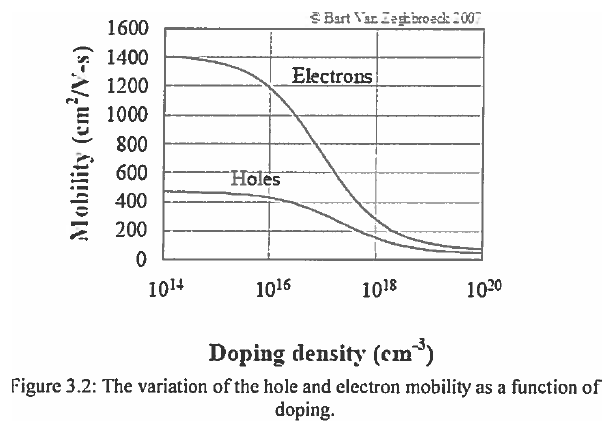 © Bart Van Zeghbroeck 2007
1600
1400
1200
1000
800
600
400
200
0
Mobility (cm²/V-s)
Electrons
Holes
10¹⁴
10¹⁶
10¹⁸
10²⁰
Doping density (cm⁻³)
Figure 3.2: The variation of the hole and electron mobility as a function of
doping.